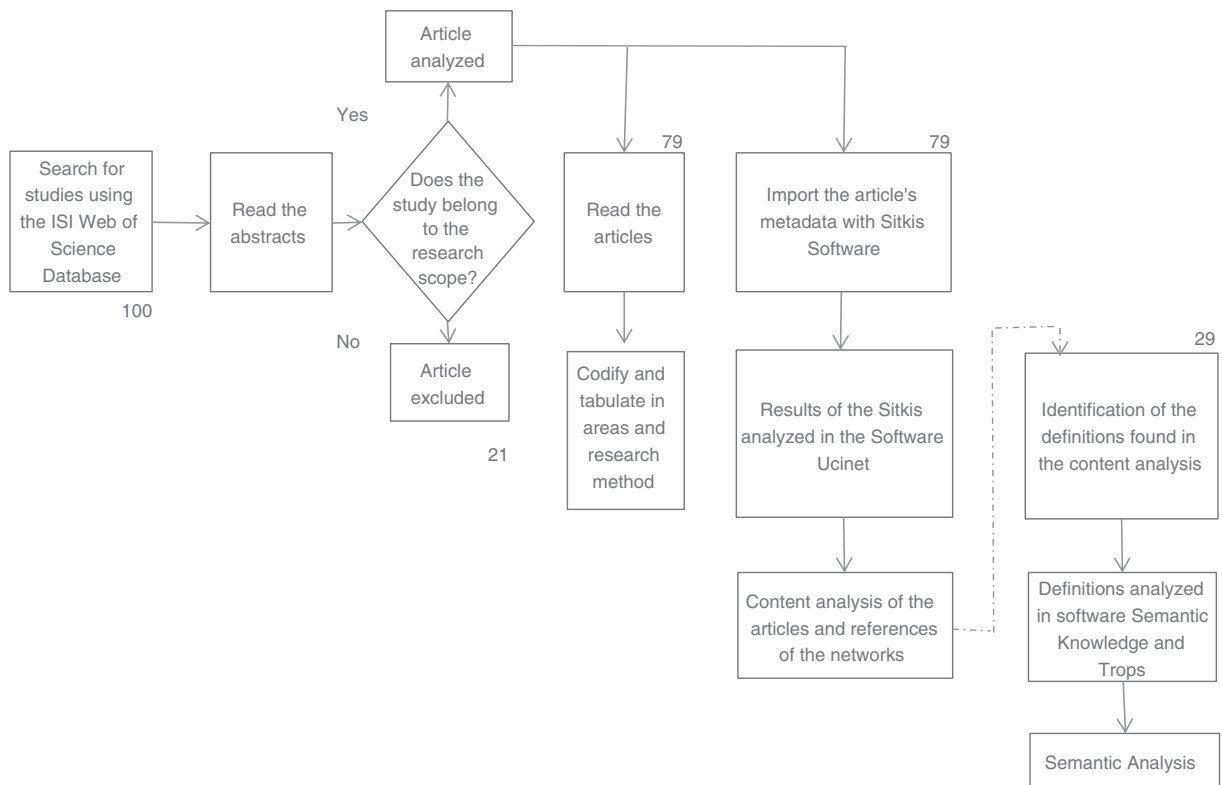 Article
analyzed
Yes
79
79
Search for
studies using
the ISI Web of
Science
Database
100
Read the
abstracts
Does the
study belong
to the
research
scope?
No
Article
excluded
21
Read the
articles
Codify and
tabulate in
areas and
research
method
Import the article's
metadata with Sitkis
Software
Results of the Sitkis
analyzed in the Software
Ucinet
Content analysis of the
articles and references
of the networks
29
Identification of the
definitions found in
the content analysis
Definitions analyzed
in software Semantic
Knowledge and
Trops
Semantic Analysis